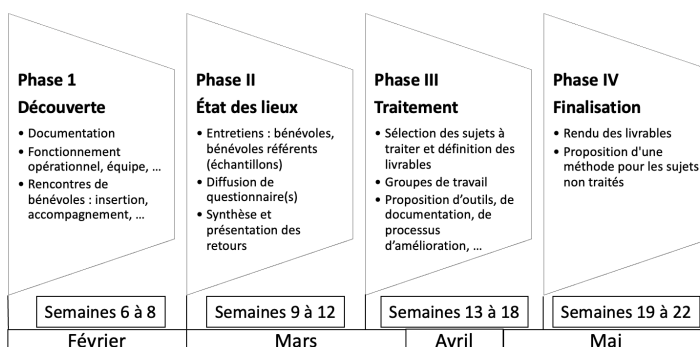 Phase 1
Découverte
• Documentation
• Fonctionnement
opérationnel, équipe, ...
• Rencontres de
bénévoles : insertion,
accompagnement, ...
Phase II
État des lieux
• Entretiens : bénévoles,
bénévoles référents
(échantillons)
• Diffusion de
questionnaire(s)
• Synthèse et
présentation des
retours
Phase III
Traitement
• Sélection des sujets à
traiter et définition des
livrables
• Groupes de travail
• Proposition d'outils, de
documentation, de
processus
d'amélioration, ...
Phase IV
Finalisation
• Rendu des livrables
• Proposition d'une
méthode pour les sujets
non traités
Semaines 6 à 8
Semaines 9 à 12
Semaines 13 à 18
Semaines 19 à 22
Février
Mars
Avril
Mai